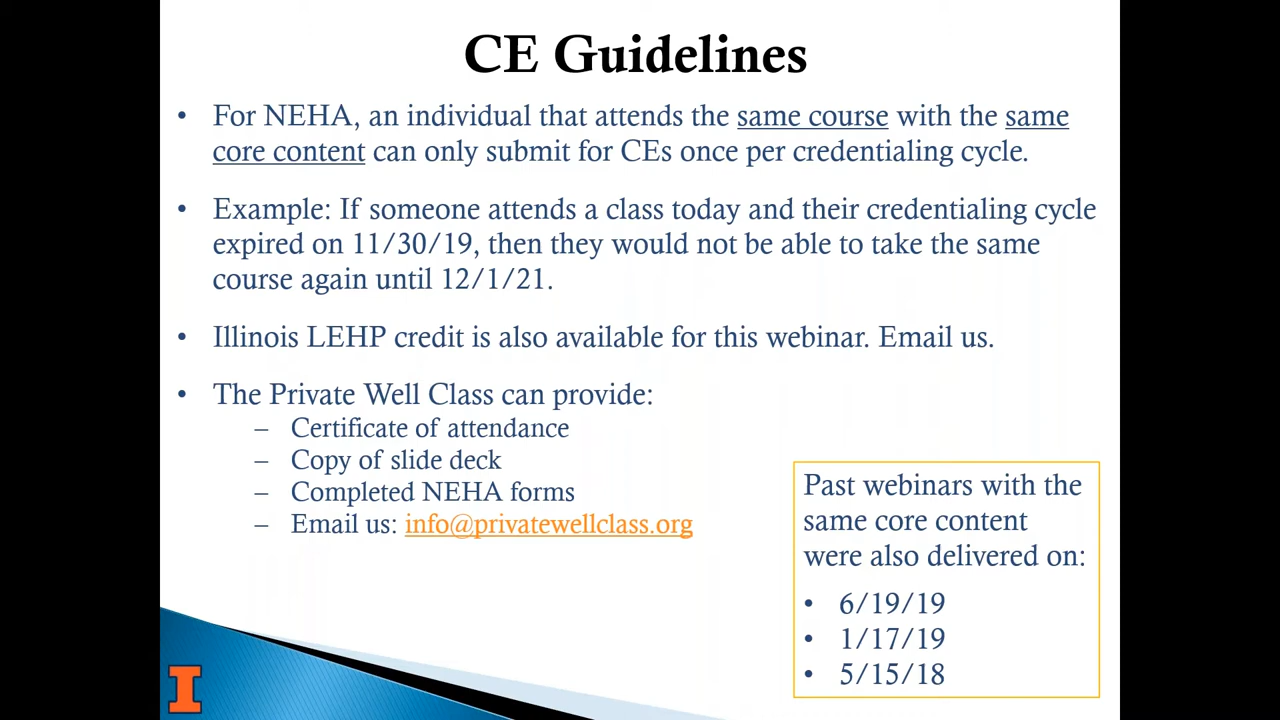 CE Guidelines
• For NEHA, an individual that attends the same course with the same
core content can only submit for CEs once per credentialing cycle.
• Example: If someone attends a class today and their credentialing cycle
expired on 11/30/19, then they would not be able to take the same
course again until 12/1/21.
• Illinois LEHP credit is also available for this webinar. Email us.
• The Private Well Class can provide:
– Certificate of attendance
– Copy of slide deck
– Completed NEHA forms
– Email us: info@privatewellclass.org
Past webinars with the
same core content
were also delivered on:
• 6/19/19
• 1/17/19
• 5/15/18
I